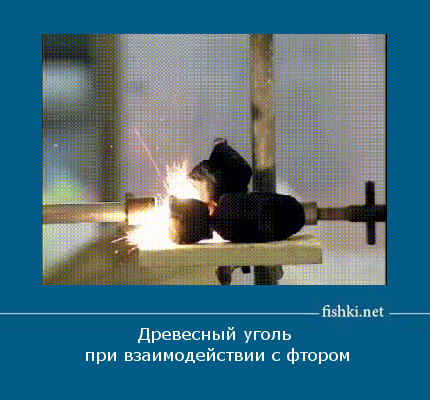 fishki.net
Древесный уголь
при взаимодействии с фтором